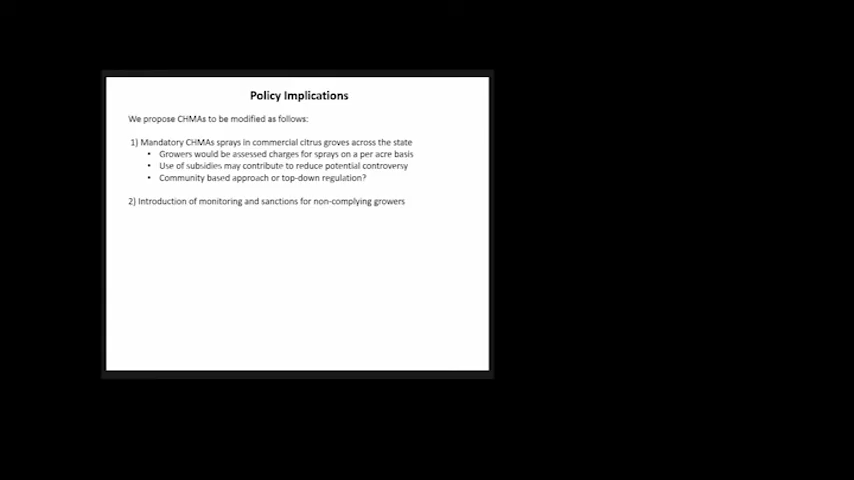 Policy Implications
We propose CHMAs to be modified as follows:
1) Mandatory CHMAs sprays in commercial citrus groves across the state
• Growers would be assessed charges for sprays on a per acre basis
• Use of subsidies may contribute to reduce potential controversy
• Community based approach or top-down regulation?
2) Introduction of monitoring and sanctions for non-complying growers